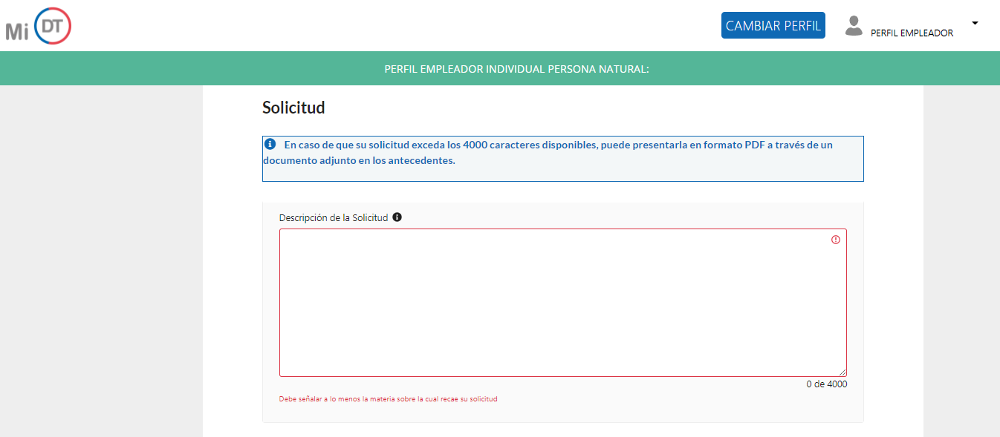 Mi DT
CAMBIAR PERFIL
PERFIL EMPLEADOR
PERFIL EMPLEADOR INDIVIDUAL PERSONA NATURAL:
Solicitud
En caso de que su solicitud exceda los 4000 caracteres disponibles, puede presentarla en formato PDF a través de un
documento adjunto en los antecedentes.
Descripción de la Solicitud
0 de 4000
Debe señalar a lo menos la materia sobre la cual recae su solicitud